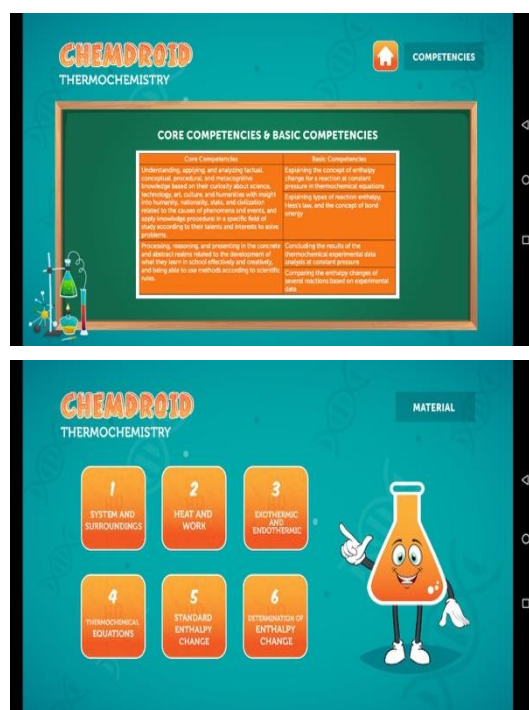 CHEMDROID
THERMOCHEMISTRY
COMPETENCIES
CORE COMPETENCIES & BASIC COMPETENCIES
Core Competencies
Basic Competencies
Understanding, applying, and analyzing factual,
conceptual, procedural, and metacognitive
knowledge based on their curiosity about science,
technology, art, culture, and humanities with insight
into humanity, nationality, state, and civilization
related to the causes of phenomena and events, and
apply knowledge procedural in a specific field of
study according to their talents and interests to solve
problems.
Explaining the concept of enthalpy
change for a reaction at constant
pressure in thermochemical equations
Explaining types of reaction enthalpy,
Hess's law, and the concept of bond
energy
Processing, reasoning, and presenting in the concrete
and abstract realms related to the development of
what they learn in school effectively and creatively,
and being able to use methods according to scientific
rules.
Concluding the results of the
thermochemical experimental data
analysis at constant pressure
Comparing the enthalpy changes of
several reactions based on experimental
data
CHEMDROID
THERMOCHEMISTRY
MATERIAL
1
SYSTEM AND
SURROUNDINGS
2
HEAT AND
WORK
3
EXOTHERMIC
AND
ENDOTHERMIC
4
THERMOCHEMICAL
EQUATIONS
5
STANDARD
ENTHALPY
CHANGE
6
DETERMINATION OF
ENTHALPY
CHANGE